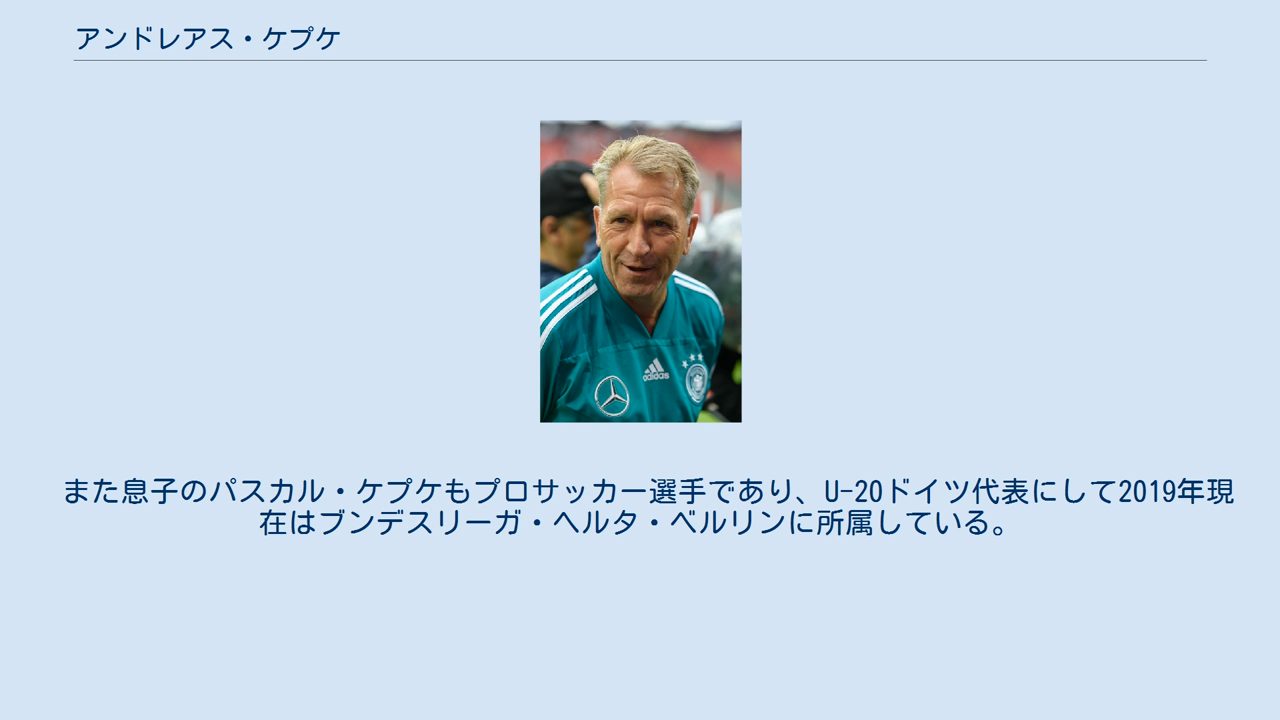 アンドレアス・ケプケ
adidas
また息子のパスカル・ケプケもプロサッカー選手であり、U-20ドイツ代表にして2019年現
在はブンデスリーガ・ヘルタ・ベルリンに所属している。